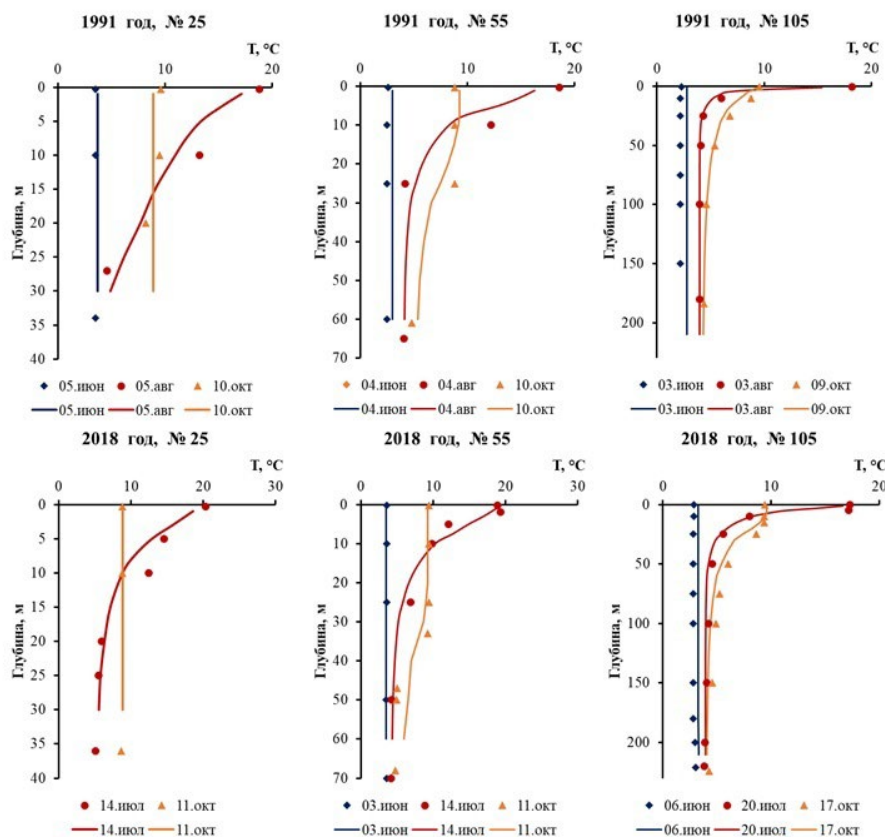 1991 год, № 25
T, °C
0 10 20
0
5
10
15
20
25
30
35
40
Глубина, м
05.июн 05.авг 10.окт
05.июн 05.авг 10.окт
1991 год, № 55
T, °C
0 10 20
0
10
20
30
40
50
60
70
Глубина, м
04.июн 04.авг 10.окт
04.июн 04.авг 10.окт
1991 год, № 105
T, °C
0 10 20
0
50
100
150
200
Глубина, м
03.июн 03.авг 09.окт
03.июн 03.авг 09.окт
2018 год, № 25
T, °C
0 10 20 30
0
5
10
15
20
25
30
35
40
Глубина, м
14.июл 11.окт
14.июл 11.окт
2018 год, № 55
T, °C
0 10 20 30
0
10
20
30
40
50
60
70
Глубина, м
03.июн 14.июл 11.окт
03.июн 14.июл 11.окт
2018 год, № 105
T, °C
0 10 20
0
50
100
150
200
Глубина, м
06.июн 20.июл 17.окт
06.июн 20.июл 17.окт